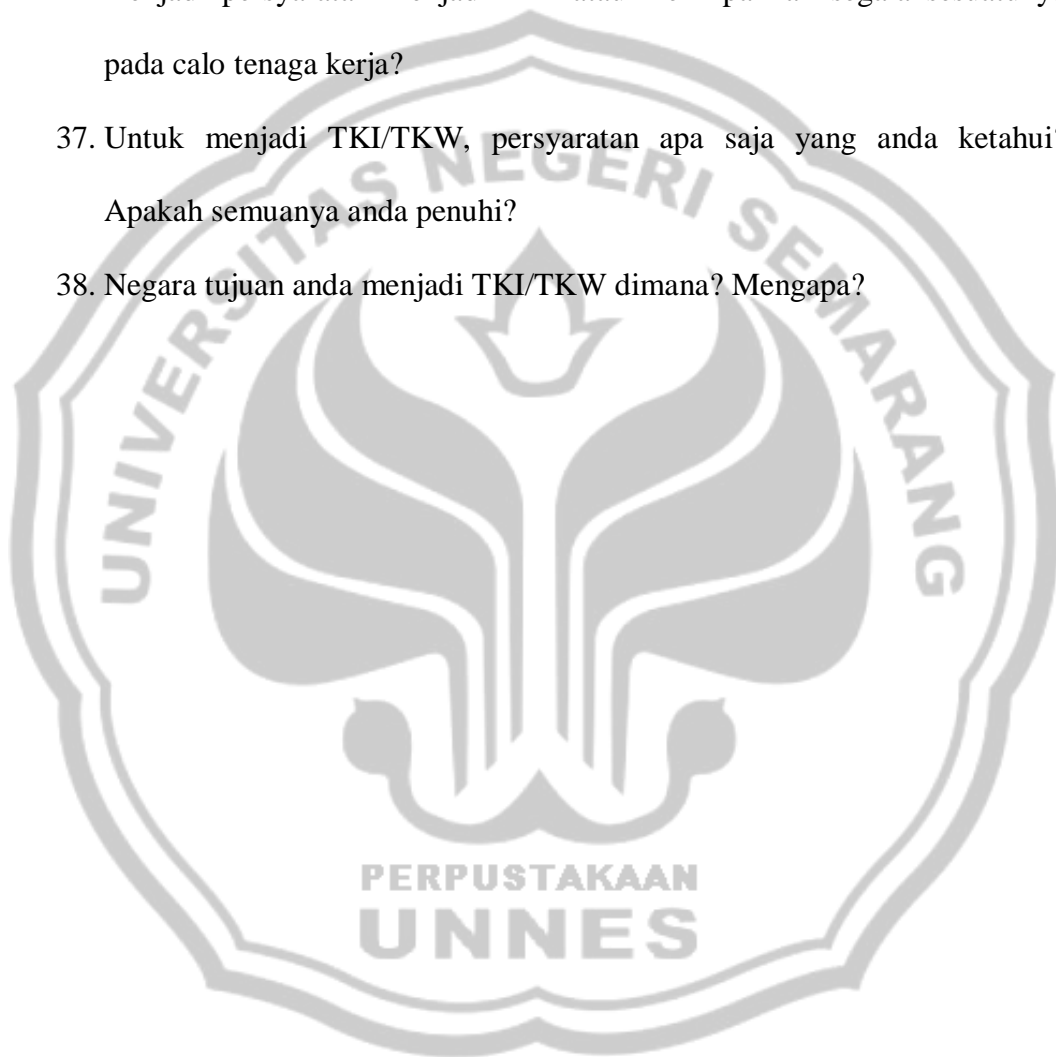 pada calo tenaga kerja?
37. Untuk menjadi TKI/TKW, persyaratan apa saja yang anda ketahui?
Apakah semuanya anda penuhi?
38. Negara tujuan anda menjadi TKI/TKW dimana? Mengapa?
UNIVERSITAS NEGERI SEMARANG
PERPUSTAKAAN
UNNES